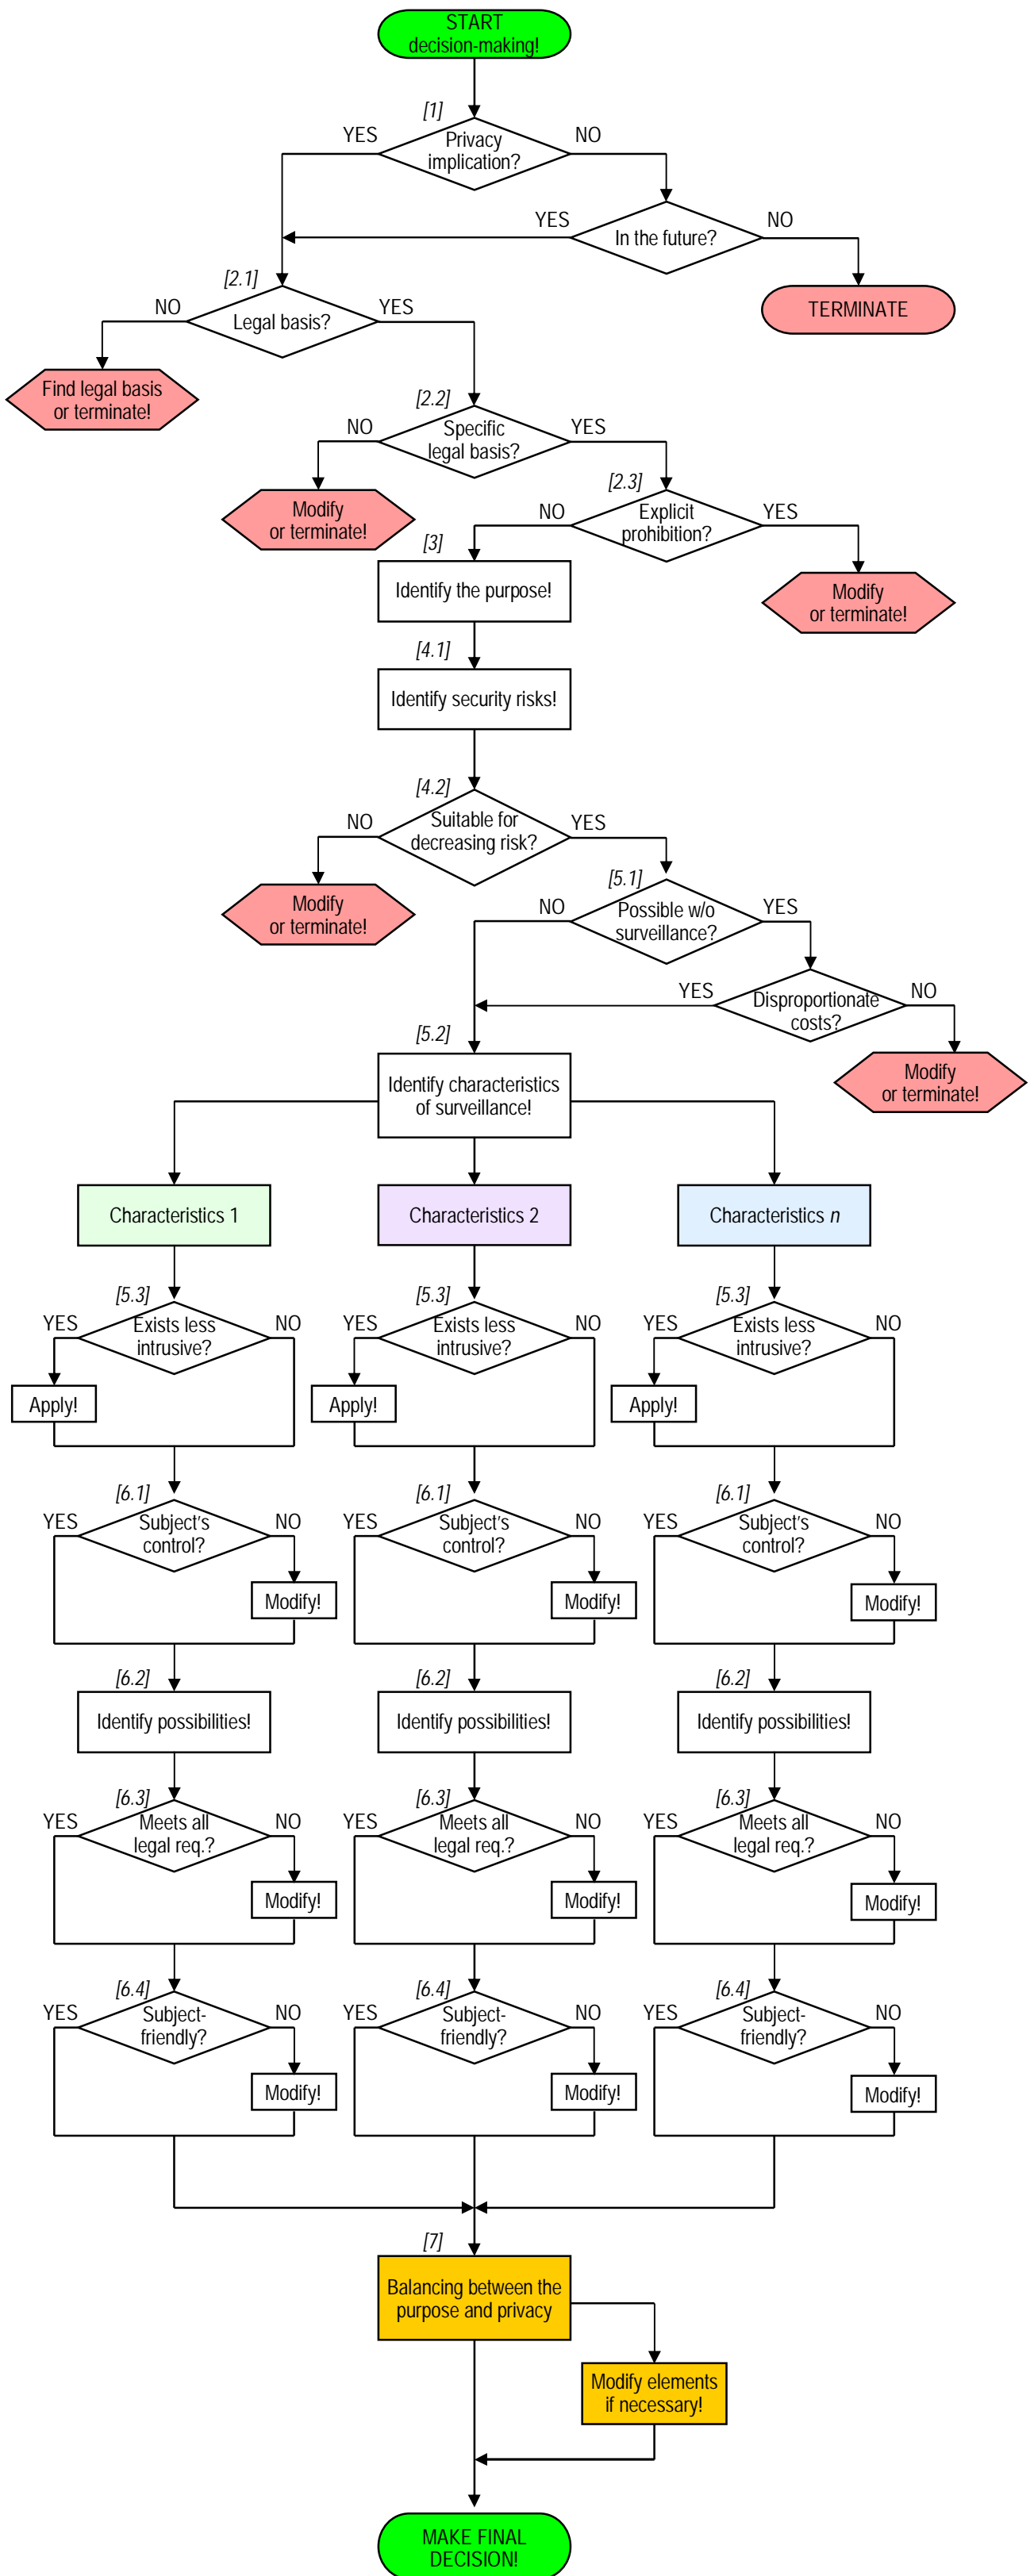 START
decision-making!
[1]
YES
Privacy
implication?
NO
YES
In the future?
NO
[2.1]
NO
Legal basis?
YES
TERMINATE
Find legal basis
or terminate!
[2.2]
NO
Specific
legal basis?
YES
[2.3]
Modify
or terminate!
NO
Explicit
prohibition?
YES
[3]
Identify the purpose!
Modify
or terminate!
[4.1]
Identify security risks!
[4.2]
NO
Suitable for
decreasing risk?
YES
[5.1]
Modify
or terminate!
NO
Possible w/o
surveillance?
YES
YES
Disproportionate
costs?
NO
[5.2]
Identify characteristics
of surveillance!
Modify
or terminate!
Characteristics 1
Characteristics 2
Characteristics n
[5.3]
YES
Exists less
intrusive?
NO
Apply!
[5.3]
YES
Exists less
intrusive?
NO
Apply!
[5.3]
YES
Exists less
intrusive?
NO
Apply!
[6.1]
YES
Subject's
control?
NO
Modify!
[6.1]
YES
Subject's
control?
NO
Modify!
[6.1]
YES
Subject's
control?
NO
Modify!
[6.2]
Identify possibilities!
[6.2]
Identify possibilities!
[6.2]
Identify possibilities!
[6.3]
YES
Meets all
legal req.?
NO
Modify!
[6.3]
YES
Meets all
legal req.?
NO
Modify!
[6.3]
YES
Meets all
legal req.?
NO
Modify!
[6.4]
YES
Subject-
friendly?
NO
Modify!
[6.4]
YES
Subject-
friendly?
NO
Modify!
[6.4]
YES
Subject-
friendly?
NO
Modify!
[7]
Balancing between the
purpose and privacy
Modify elements
if necessary!
MAKE FINAL
DECISION!